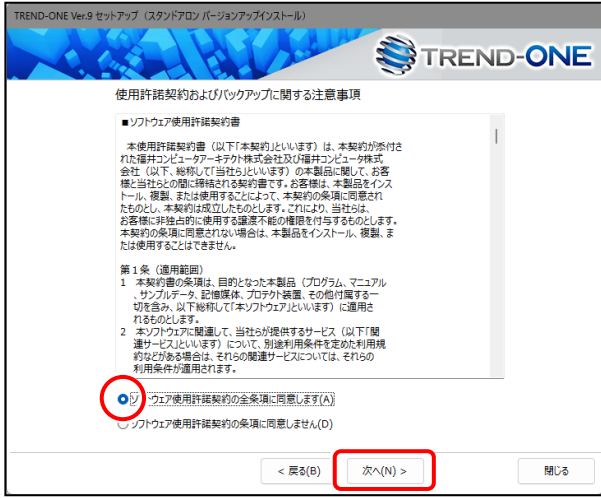 TREND-ONE Ver.9 セットアップ（スタンドアロン バージョンアップインストール）
TREND-ONE
使用許諾契約およびバックアップに関する注意事項
■ソフトウェア使用許諾契約書
本使用許諾契約書（以下「本契約」といいます）は、本契約が添付さ
れた福井コンピュータアーキテクト株式会社及び福井コンピュータ株式
会社（以下、総称して「当社ら」といいます）の本製品に関して、お客
様と当社らとの間に締結される契約書です。お客様は、本製品をインス
トール、複製、または使用することによって、本契約の条項に同意され
たものとし、本契約は成立したものとします。これにより、当社らは、
お客様に非独占的に使用する譲渡不能の権限を付与するものとします。
本契約の条項に同意されない場合は、本製品をインストール、複製、ま
たは使用することはできません。
第１条（適用範囲）
1 本契約書の条項は、目的となった本製品（プログラム、マニュアル
、サンプルデータ、記憶媒体、プロテクト装置、その他付属する一
切を含み、以下総称して「本ソフトウェア」といいます）に適用さ
れるものとします。
2 本ソフトウェアに関連して、当社らが提供するサービス（以下「関
連サービス」といいます）について、別途利用条件を定めた利用規
約などがある場合は、それらの関連サービスについては、それらの
利用条件が適用されます。
ソフトウェア使用許諾契約の全条項に同意します(A)
ソフトウェア使用許諾契約の条項に同意しません(D)
< 戻る(B)
次へ(N) >
閉じる